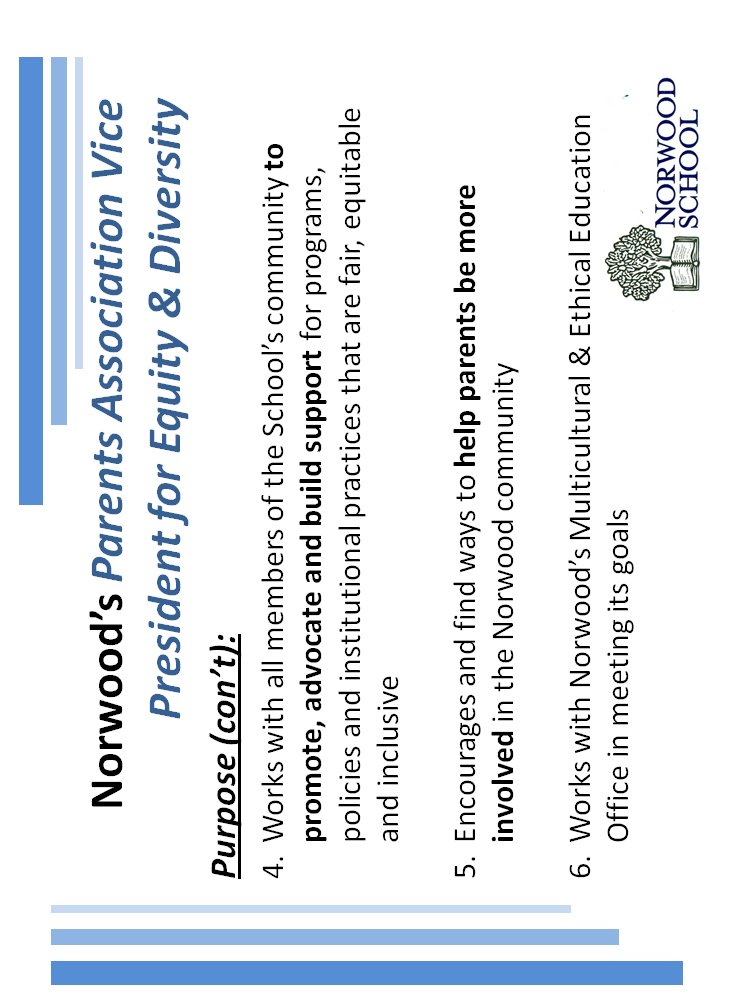 Norwood's Parents Association Vice
President for Equity & Diversity
Purpose (con't):
4. Works with all members of the School's community to
promote, advocate and build support for programs,
policies and institutional practices that are fair, equitable
and inclusive
5. Encourages and find ways to help parents be more
involved in the Norwood community
6. Works with Norwood's Multicultural & Ethical Education
Office in meeting its goals
NORWOOD
SCHOOL